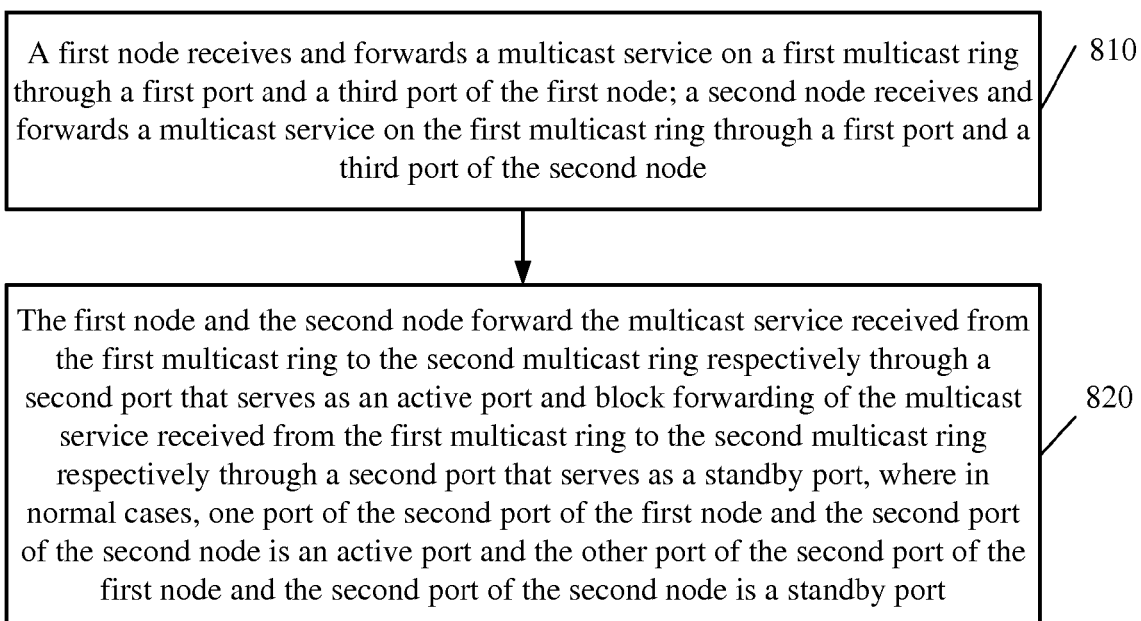 A first node receives and forwards a multicast service on a first multicast ring
through a first port and a third port of the first node; a second node receives and
forwards a multicast service on the first multicast ring through a first port and a
third port of the second node
810
The first node and the second node forward the multicast service received from
the first multicast ring to the second multicast ring respectively through a
second port that serves as an active port and block forwarding of the multicast
service received from the first multicast ring to the second multicast ring
respectively through a second port that serves as a standby port, where in
normal cases, one port of the second port of the first node and the second port
of the second node is an active port and the other port of the second port of the
first node and the second port of the second node is a standby port
820